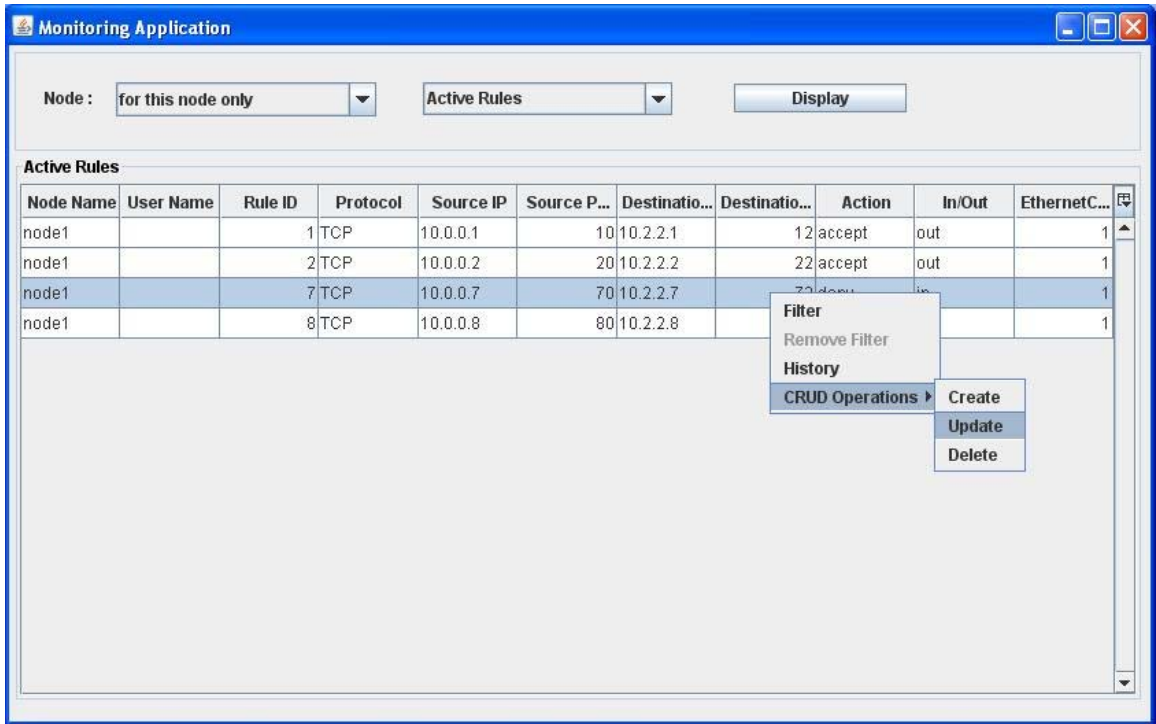 Monitoring Application
Node : for this node only Active Rules Display
Active Rules
Node Name User Name Rule ID Protocol Source IP Source P... Destinatio... Destinatio... Action In/Out EthernetC...
node1 1 TCP 10.0.0.1 10 10.2.2.1 12 accept out 1
node1 2 TCP 10.0.0.2 20 10.2.2.2 22 accept out 1
node1 7 TCP 10.0.0.7 70 10.2.2.7 72 deny in 1
node1 8 TCP 10.0.0.8 80 10.2.2.8 1
Filter
Remove Filter
History
CRUD Operations
Create
Update
Delete